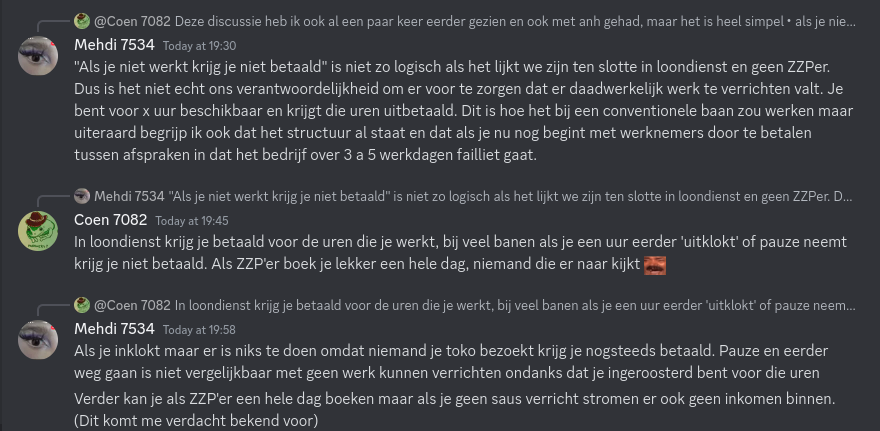 @Coen 7082 Deze discussie heb ik ook al een paar keer eerder gezien en ook met anh gehad, maar het is heel simpel • als je nie...
Mehdi 7534 Today at 19:30
"Als je niet werkt krijg je niet betaald" is niet zo logisch als het lijkt we zijn ten slotte in loondienst en geen ZZPer.
Dus is het niet echt ons verantwoordelijkheid om er voor te zorgen dat er daadwerkelijk werk te verrichten valt. Je
bent voor x uur beschikbaar en krijgt die uren uitbetaald. Dit is hoe het bij een conventionele baan zou werken maar
uiteraard begrijp ik ook dat het structuur al staat en dat als je nu nog begint met werknemers door te betalen
tussen afspraken in dat het bedrijf over 3 a 5 werkdagen failliet gaat.
Mehdi 7534 "Als je niet werkt krijg je niet betaald" is niet zo logisch als het lijkt we zijn ten slotte in loondienst en geen ZZPer. D...
Coen 7082 Today at 19:45
In loondienst krijg je betaald voor de uren die je werkt, bij veel banen als je een uur eerder 'uitklokt' of pauze neemt
krijg je niet betaald. Als ZZP'er boek je lekker een hele dag, niemand die er naar kijkt
@Coen 7082 In loondienst krijg je betaald voor de uren die je werkt, bij veel banen als je een uur eerder 'uitklokt' of pauze neem...
Mehdi 7534 Today at 19:58
Als je inklokt maar er is niks te doen omdat niemand je toko bezoekt krijg je nogsteeds betaald. Pauze en eerder
weg gaan is niet vergelijkbaar met geen werk kunnen verrichten ondanks dat je ingeroosterd bent voor die uren
Verder kan je als ZZP'er een hele dag boeken maar als je geen saus verricht stromen er ook geen inkomen binnen.
(Dit komt me verdacht bekend voor)